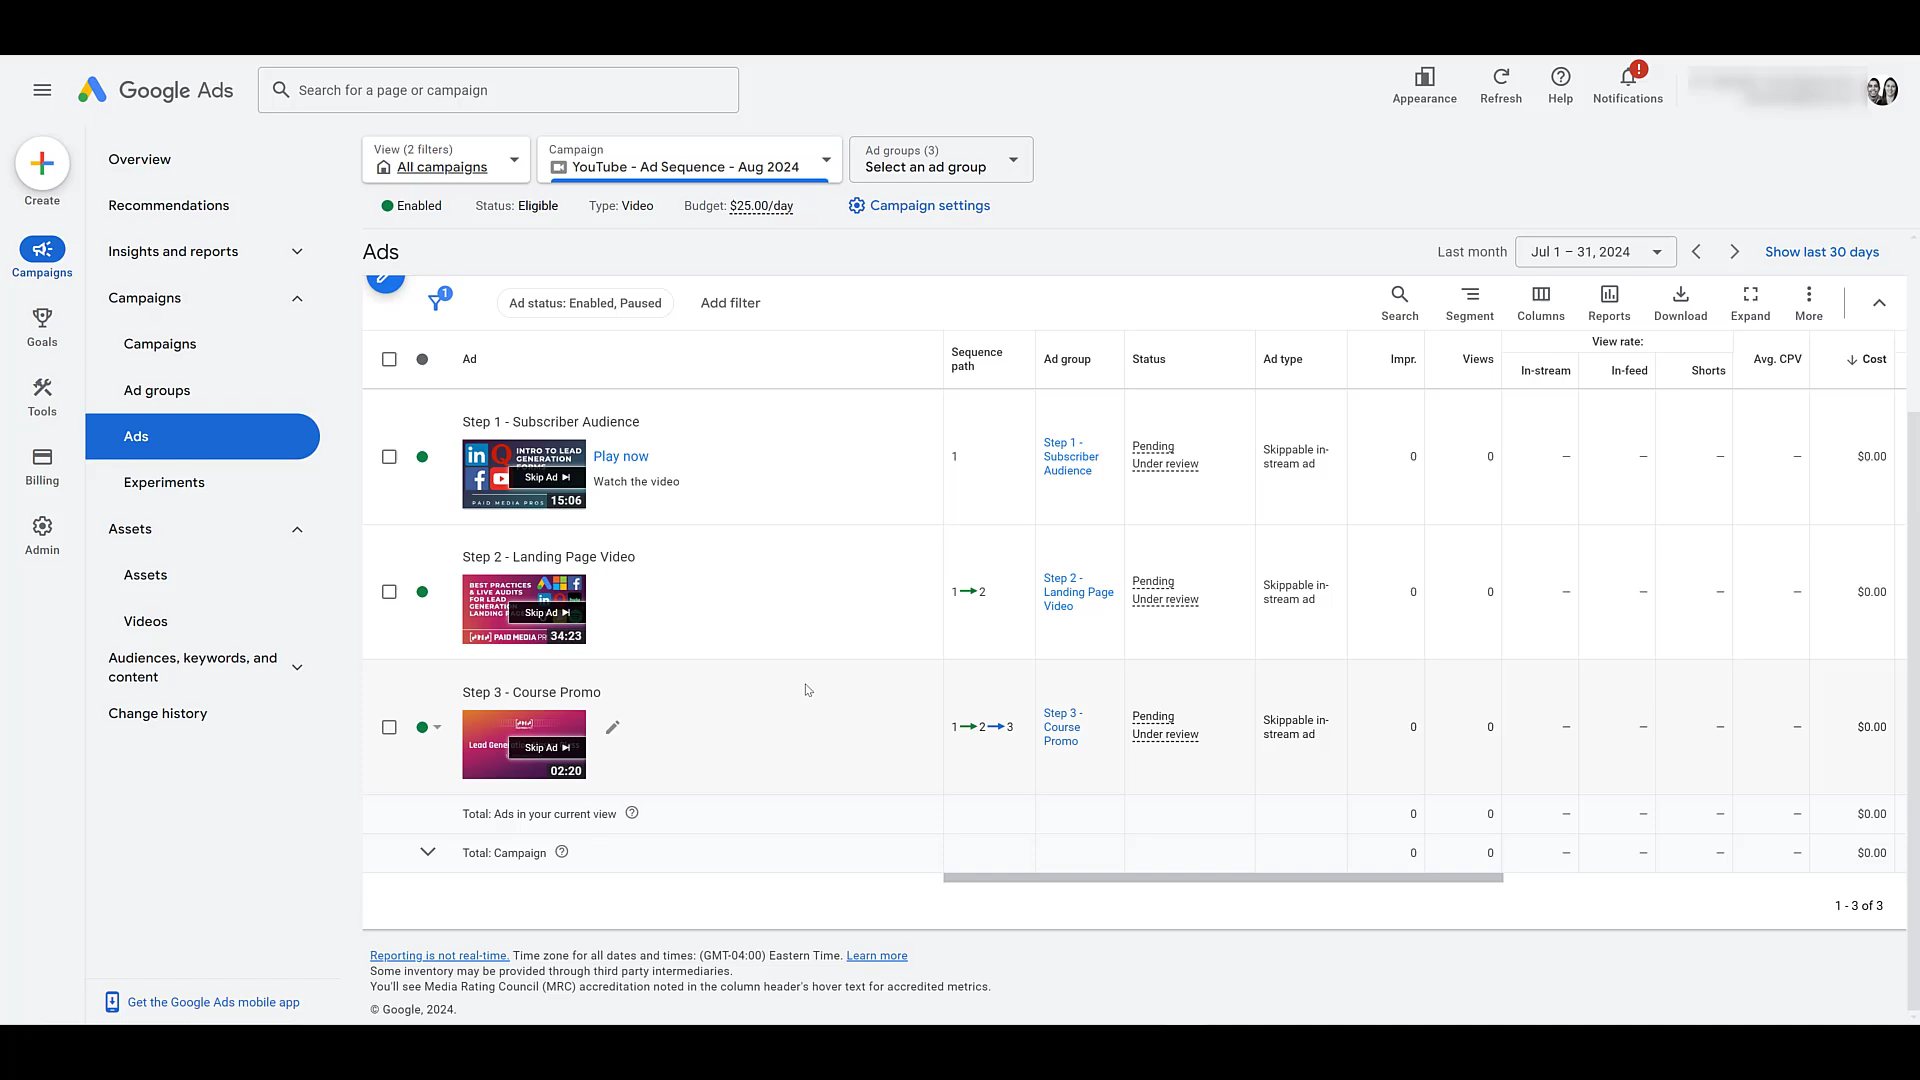 Google Ads
Search for a page or campaign
Appearance
Refresh
Help
!
Notifications
Create
Campaigns
Goals
Tools
Billing
Admin
Overview
Recommendations
Insights and reports
Campaigns
Campaigns
Ad groups
Ads
Experiments
Assets
Assets
Videos
Audiences, keywords, and
content
Change history
Get the Google Ads mobile app
View (2 filters)
All campaigns
Campaign
YouTube - Ad Sequence - Aug 2024
Ad groups (3)
Select an ad group
Enabled
Status: Eligible
Type: Video
Budget: $25.00/day
Campaign settings
Ads
Last month
Jul 1 – 31, 2024
Show last 30 days
1
Ad status: Enabled, Paused
Add filter
Search
Segment
Columns
Reports
Download
Expand
More
Ad
Sequence
path
Ad group
Status
Ad type
Impr.
Views
View rate:
In-stream
In-feed
Shorts
Avg. CPV
Cost
Step 1 - Subscriber Audience
INTRO TO LEAD
GENERATION
Skip Ad
PAID MEDIA PROS
15:06
Play now
Watch the video
1
Step 1 -
Subscriber
Audience
Pending
Under review
Skippable in-
stream ad
0
0
—
—
—
—
$0.00
Step 2 - Landing Page Video
BEST PRACTICES
& LIVE AUDITS
FOR LEAD
GENERATION
LANDING
Skip Ad
PAID MEDIA PR
34:23
1→2
Step 2 -
Landing Page
Video
Pending
Under review
Skippable in-
stream ad
0
0
—
—
—
—
$0.00
Step 3 - Course Promo
Lead Gene
Skip Ad
02:20
1→2→3
Step 3 -
Course
Promo
Pending
Under review
Skippable in-
stream ad
0
0
—
—
—
—
$0.00
Total: Ads in your current view
0
0
—
—
—
—
$0.00
Total: Campaign
0
0
—
—
—
—
$0.00
1 - 3 of 3
Reporting is not real-time. Time zone for all dates and times: (GMT-04:00) Eastern Time. Learn more
Some inventory may be provided through third party intermediaries.
You'll see Media Rating Council (MRC) accreditation noted in the column header's hover text for accredited metrics.
© Google, 2024.